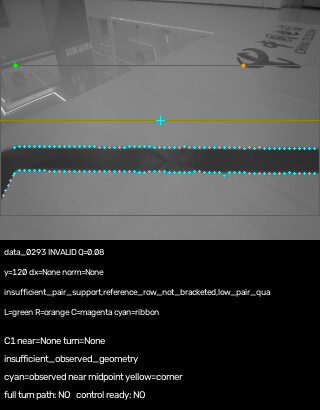 data_0293 INVALID Q=0.08
y=120 dx=None norm=None
insufficient_pair_support,reference_row_not_bracketed,low_pair_qua
L=green R=orange C=magenta cyan=ribbon
C1 near=None turn=None
insufficient_observed_geometry
cyan=observed near midpoint yellow=corner
full turn path: NO control ready: NO